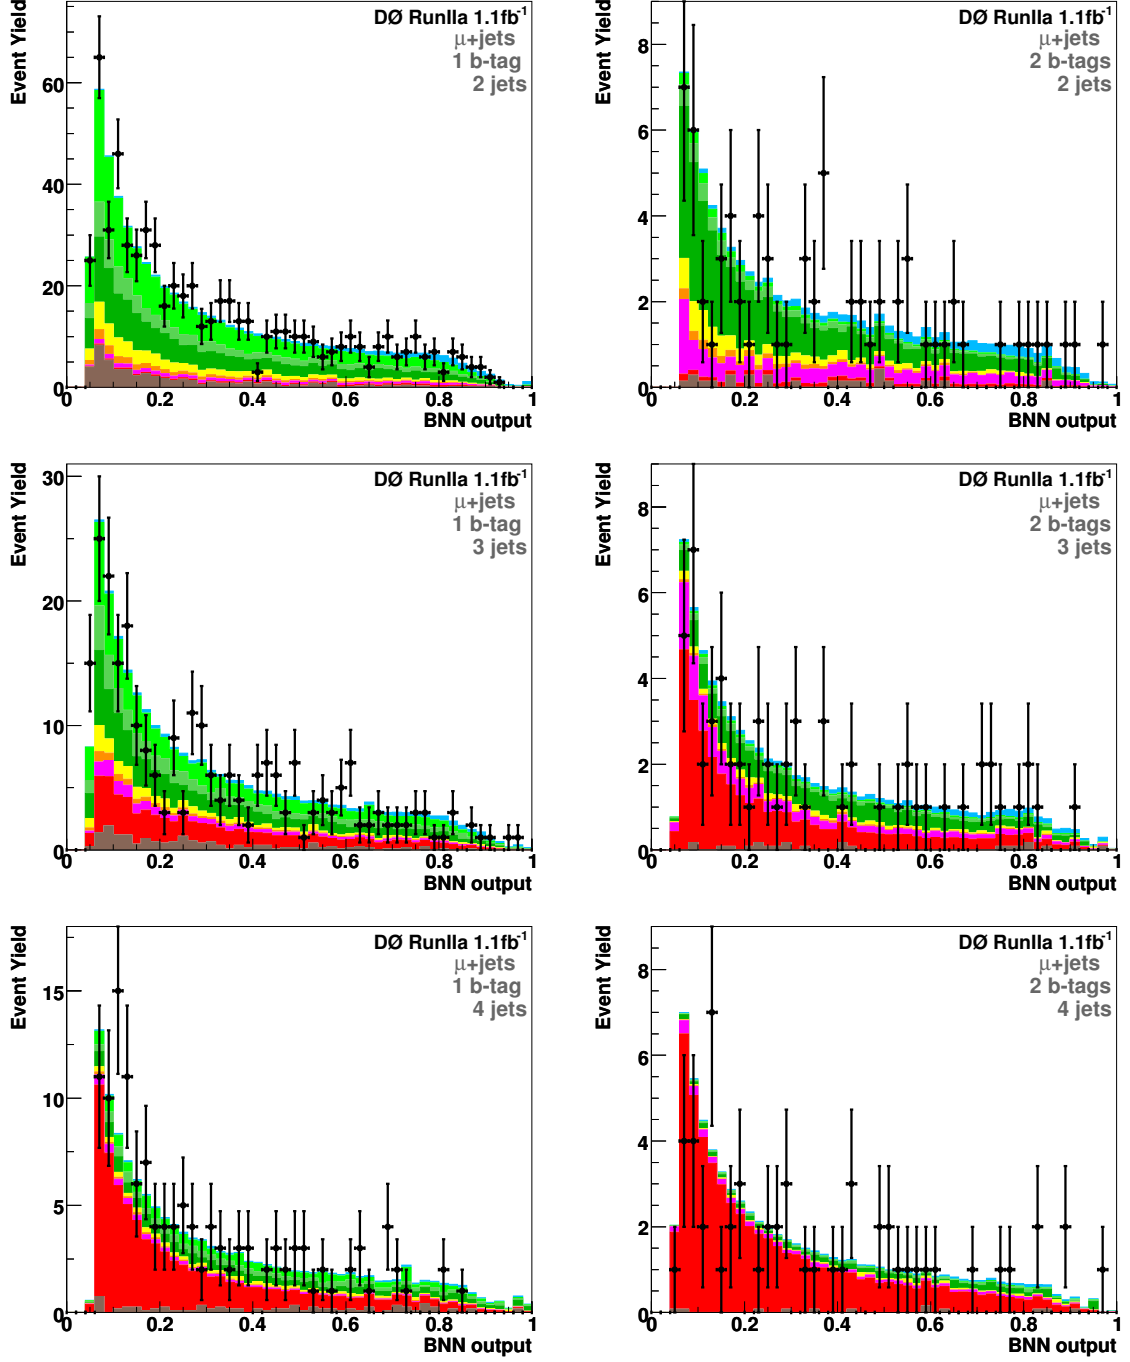 Event Yield
DØ RunIIa 1.1fb⁻¹
μ+jets
1 b-tag
2 jets
60
40
20
0
0 0.2 0.4 0.6 0.8 1
BNN output
Event Yield
DØ RunIIa 1.1fb⁻¹
μ+jets
2 b-tags
2 jets
8
6
4
2
0
0 0.2 0.4 0.6 0.8 1
BNN output
Event Yield
DØ RunIIa 1.1fb⁻¹
μ+jets
1 b-tag
3 jets
30
20
10
0
0 0.2 0.4 0.6 0.8 1
BNN output
Event Yield
DØ RunIIa 1.1fb⁻¹
μ+jets
2 b-tags
3 jets
8
6
4
2
0
0 0.2 0.4 0.6 0.8 1
BNN output
Event Yield
DØ RunIIa 1.1fb⁻¹
μ+jets
1 b-tag
4 jets
15
10
5
0
0 0.2 0.4 0.6 0.8 1
BNN output
Event Yield
DØ RunIIa 1.1fb⁻¹
μ+jets
2 b-tags
4 jets
8
6
4
2
0
0 0.2 0.4 0.6 0.8 1
BNN output